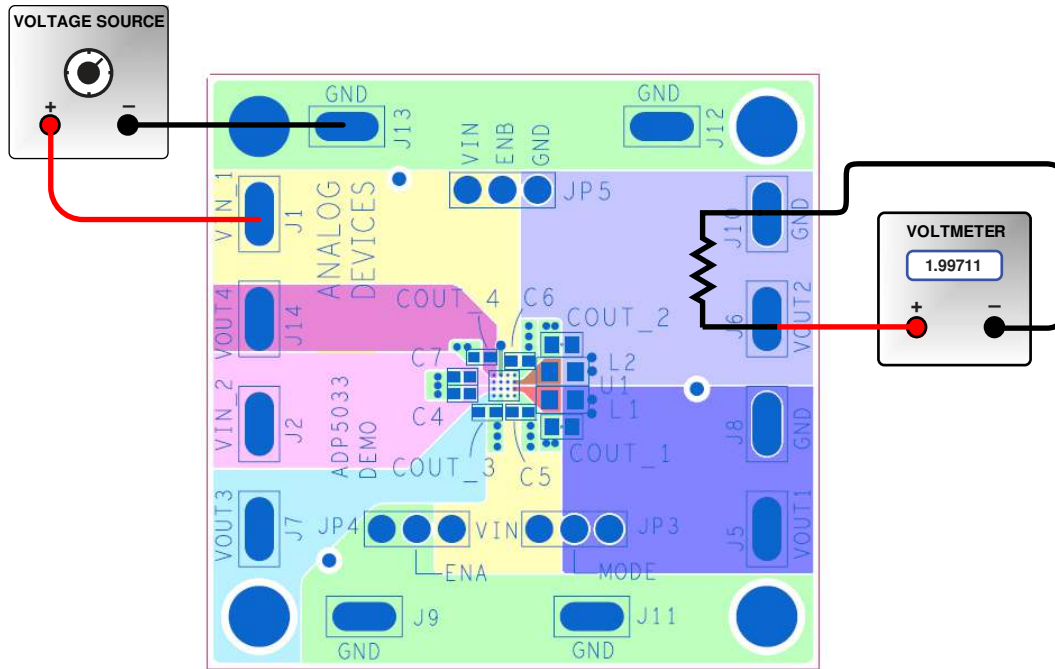 VOLTAGE SOURCE
+ −
GND
J13
GND
J12
VIN
ENB
GND
JP5
VIN_1
J1
ANALOG
DEVICES
J10
GND
VOLTMETER
1.99711
+ −
VOUT4
J14
COUT_4
C6
COUT_2
J6
VOUT2
C7
L2
U1
L1
C4
VIN_2
J2
ADP5033
DEMO
COUT_3
C5
COUT_1
J8
GND
VOUT3
J7
JP4
VIN
JP3
ENA
MODE
J5
VOUT1
J9
GND
J11
GND